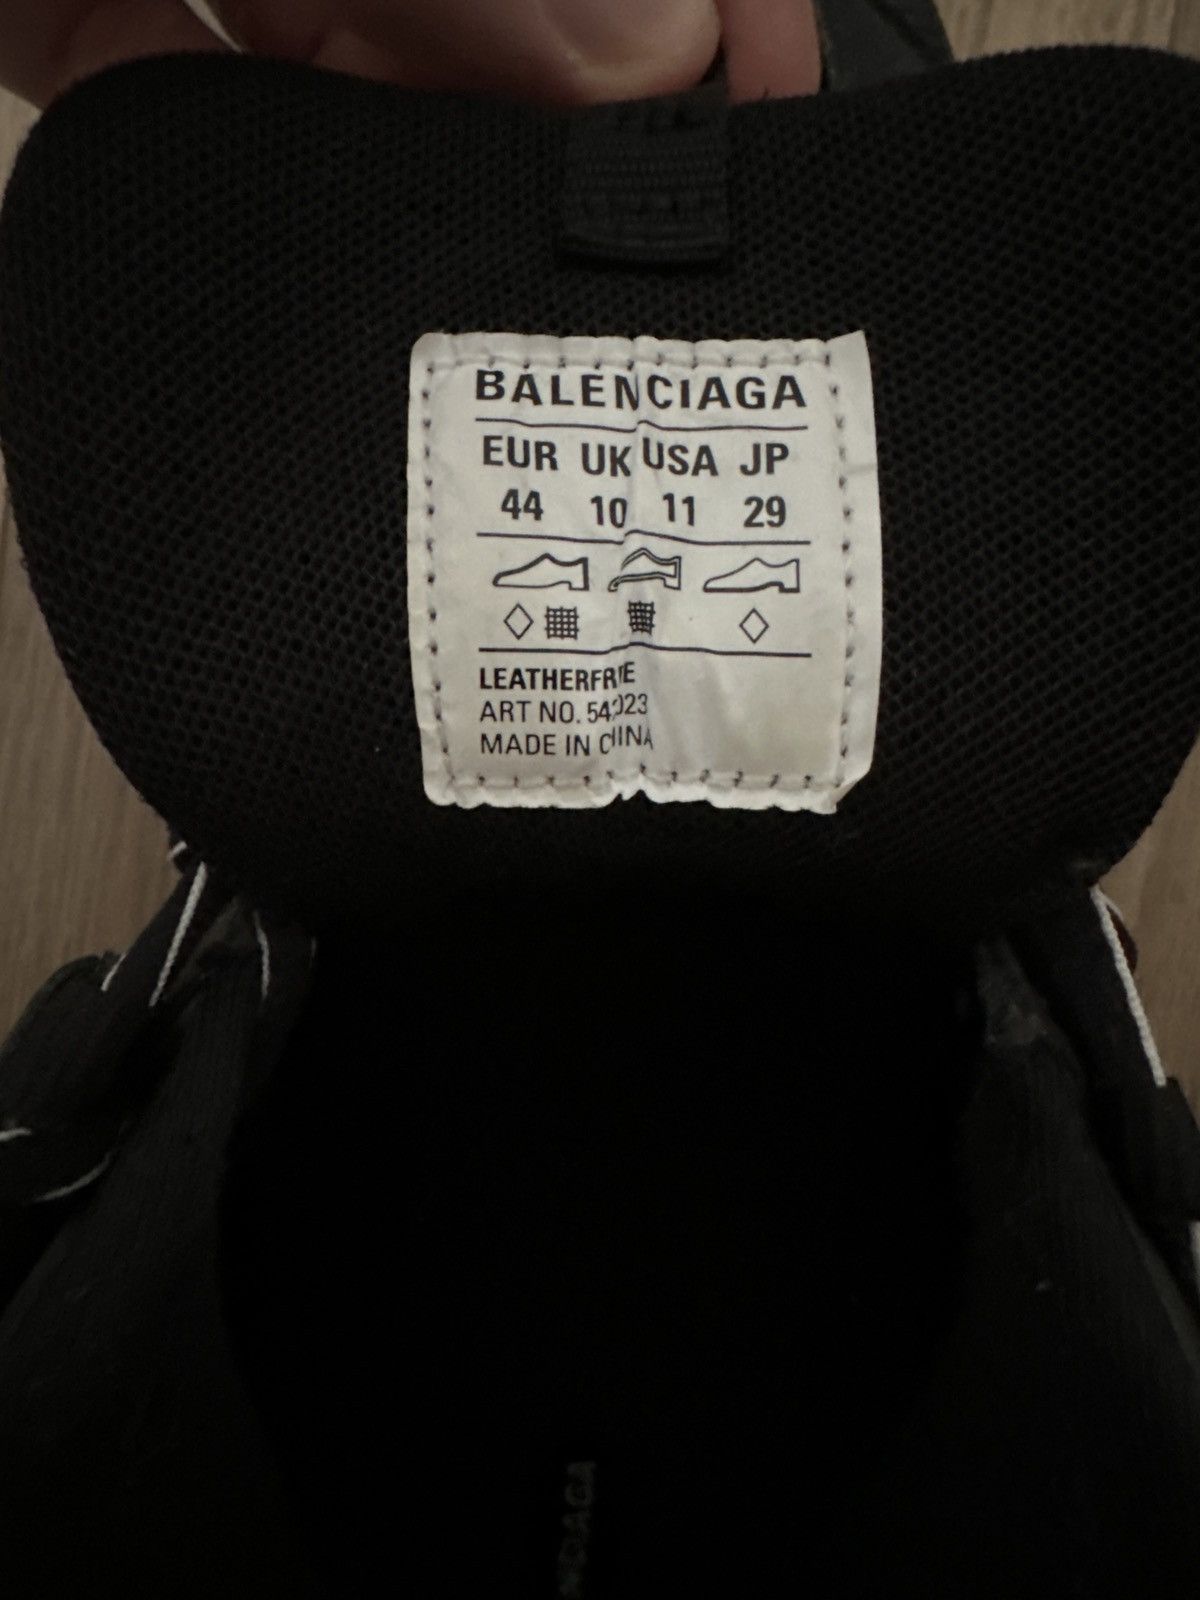 BALENCIAGA
EUR UK USA JP
44 10 11 29
LEATHERFREE
ART NO.
MADE IN CHINA